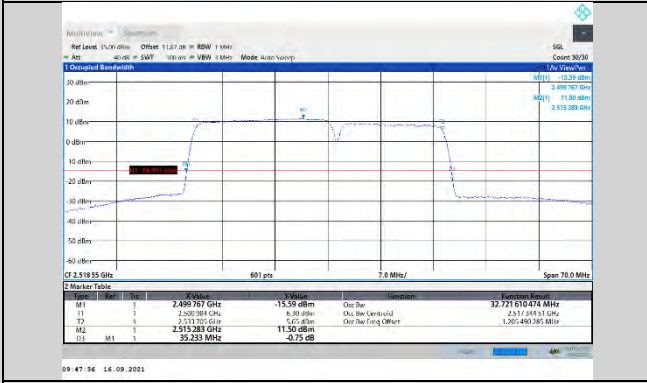 MultiView Spectrum
Ref Level 35.00 dBm Offset 11.87 dB RBW 1 MHz SGL
Att 40 dB SWT 100 ms VBW 3 MHz Mode Auto Sweep Count 30/30
1 Occupied Bandwidth 1Av View Pwr
M1[1] -15.59 dBm
2.499 767 GHz
M2[1] 11.50 dBm
2.515 283 GHz
30 dBm
20 dBm
10 dBm
0 dBm
-10 dBm
-20 dBm
-30 dBm
-40 dBm
-50 dBm
-60 dBm
CF 2.518 55 GHz 601 pts 7.0 MHz/ Span 70.0 MHz
2 Marker Table
Type Ref Trc X-Value Y-Value Function Function Result
M1 1 2.499 767 GHz -15.59 dBm Occ Bw 32.721 610 474 MHz
T1 1 2.500 984 GHz 6.30 dBm Occ Bw Centroid 2.517 344 51 GHz
T2 1 2.533 705 GHz 5.65 dBm Occ Bw Freq Offset
M2 1 2.515 283 GHz 11.50 dBm
D3 M1 1 35.233 MHz -0.75 dB
09:47:36 16.09.2021